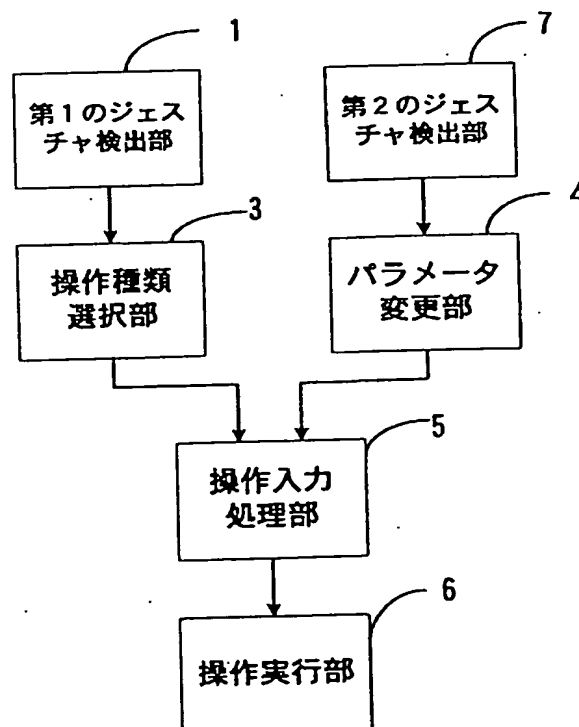 1
7
第1のジェス
チャ検出部
第2のジェス
チャ検出部
3
4
操作種類
選択部
パラメータ
変更部
5
操作入力
処理部
6
操作実行部